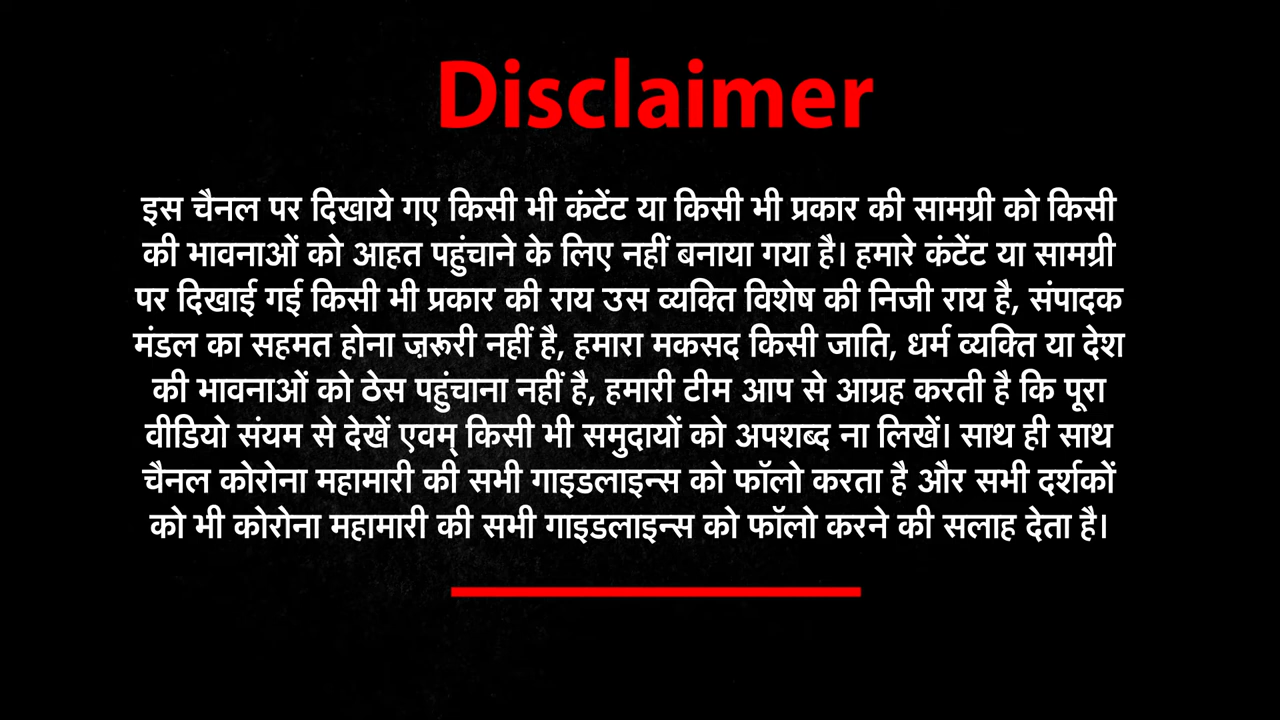 Disclaimer
इस चैनल पर दिखाये गए किसी भी कंटेंट या किसी भी प्रकार की सामग्री को किसी
की भावनाओं को आहत पहुंचाने के लिए नहीं बनाया गया है। हमारे कंटेंट या सामग्री
पर दिखाई गई किसी भी प्रकार की राय उस व्यक्ति विशेष की निजी राय है, संपादक
मंडल का सहमत होना ज़रूरी नहीं है, हमारा मकसद किसी जाति, धर्म व्यक्ति या देश
की भावनाओं को ठेस पहुंचाना नहीं है, हमारी टीम आप से आग्रह करती है कि पूरा
वीडियो संयम से देखें एवम् किसी भी समुदायों को अपशब्द ना लिखें। साथ ही साथ
चैनल कोरोना महामारी की सभी गाइडलाइन्स को फॉलो करता है और सभी दर्शकों
को भी कोरोना महामारी की सभी गाइडलाइन्स को फॉलो करने की सलाह देता है।